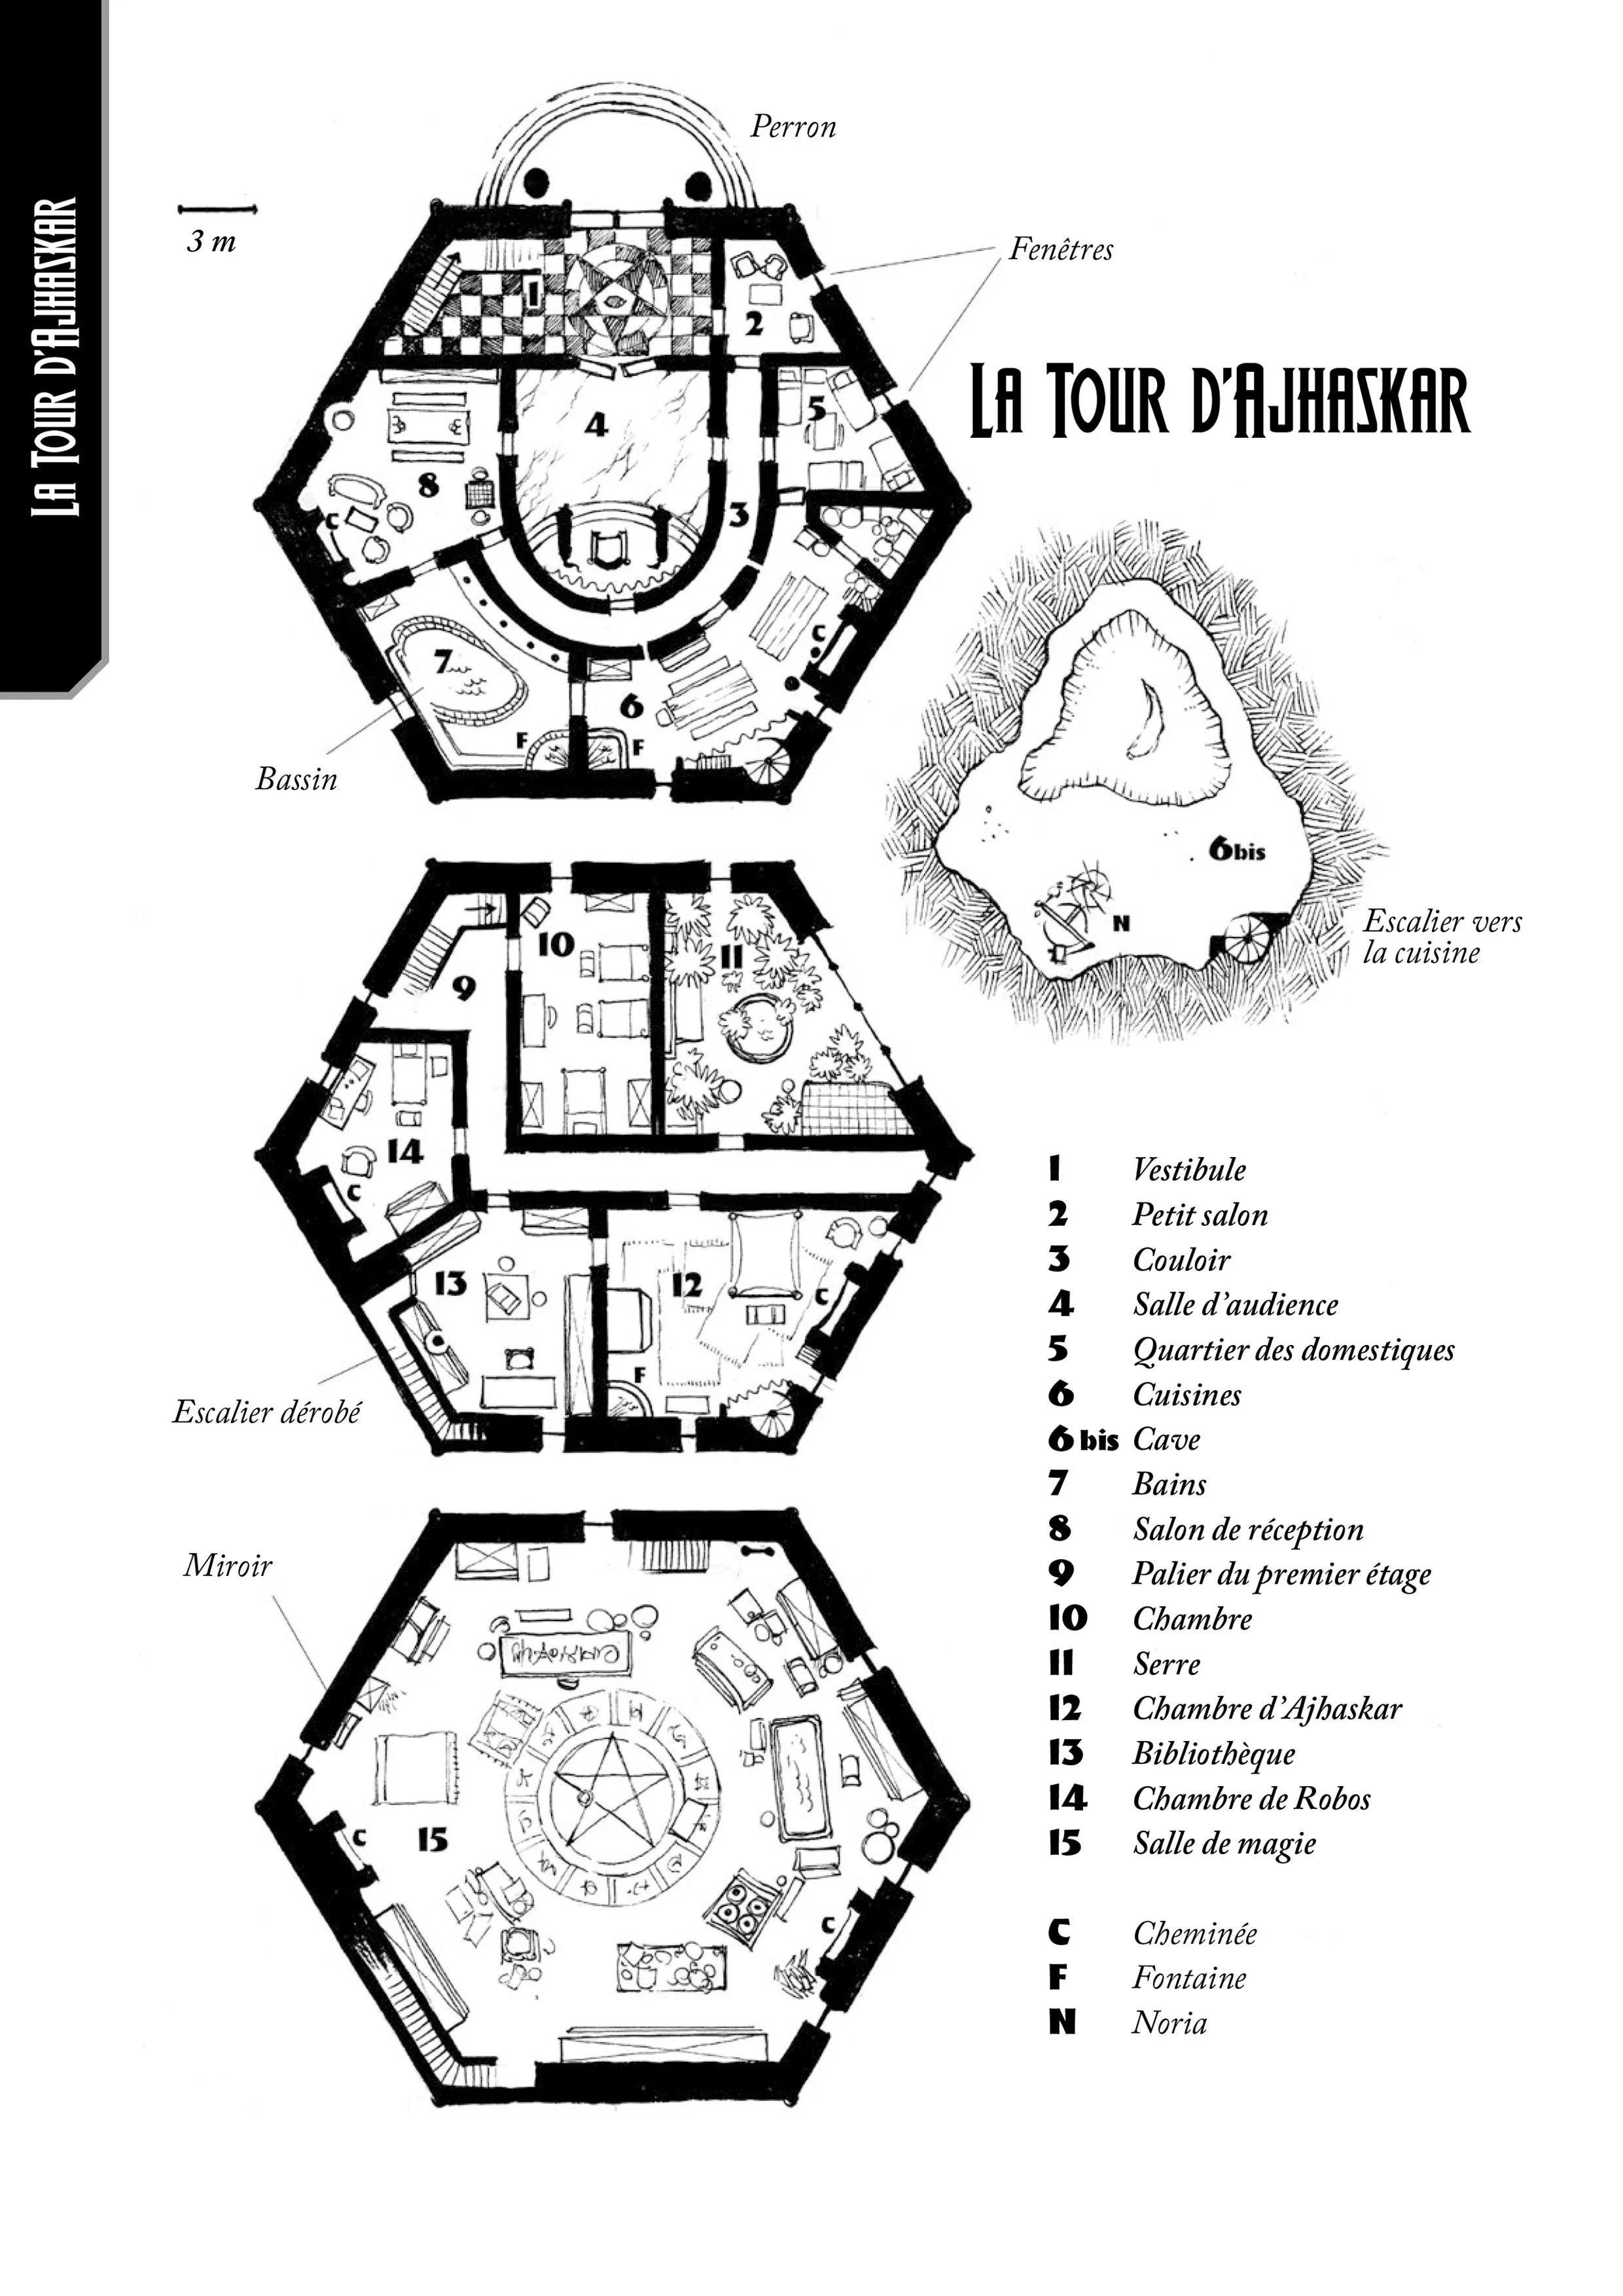 LA TOUR D'AJHASKAR
Perron
3 m
Fenêtres
LA TOUR D'AJHASKAR
2
4
5
8
3
C
7
C
6
F
F
Bassin
6bis
N
Escalier vers
la cuisine
10
11
9
14
C
13
12
C
F
Escalier dérobé
Miroir
C
15
C
1 Vestibule
2 Petit salon
3 Couloir
4 Salle d'audience
5 Quartier des domestiques
6 Cuisines
6 bis Cave
7 Bains
8 Salon de réception
9 Palier du premier étage
10 Chambre
11 Serre
12 Chambre d'Ajhaskar
13 Bibliothèque
14 Chambre de Robos
15 Salle de magie
C Cheminée
F Fontaine
N Noria